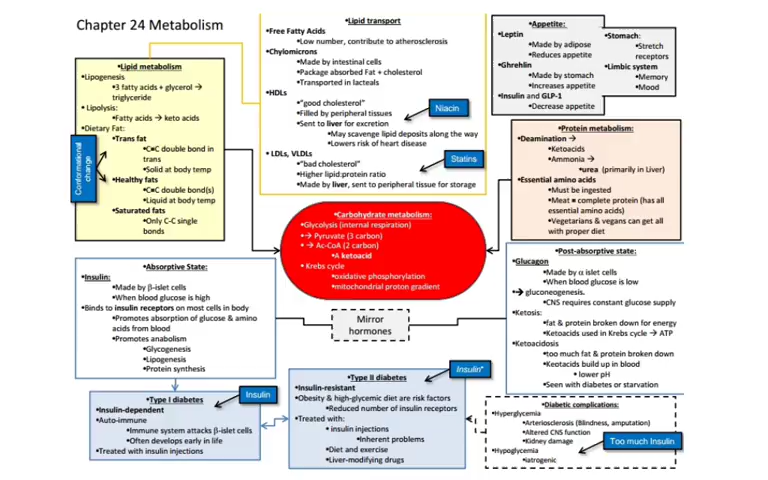 Chapter 24 Metabolism
•Lipid metabolism
•Lipogenesis
•3 fatty acids + glycerol →
triglyceride
• Lipolysis:
•Fatty acids → keto acids
•Dietary Fat:
•Trans fat
•C=C double bond in
trans
•Solid at body temp
•Healthy fats
•C=C double bond(s)
•Liquid at body temp
•Saturated fats
•Only C-C single
bonds
Conformational
change
•Lipid transport
•Free Fatty Acids
•Low number, contribute to atherosclerosis
•Chylomicrons
•Made by intestinal cells
•Package absorbed Fat + cholesterol
•Transported in lacteals
•HDLs
•"good cholesterol"
•Filled by peripheral tissues
•Sent to liver for excretion
•May scavenge lipid deposits along the way
•Lowers risk of heart disease
Niacin
• LDLs, VLDLs
•"bad cholesterol"
•Higher lipid:protein ratio
•Made by liver, sent to peripheral tissue for storage
Statins
•Appetite:
•Leptin
•Made by adipose
•Reduces appetite
•Ghrehlin
•Made by stomach
•Increases appetite
•Insulin and GLP-1
•Decrease appetite
•Stomach:
•Stretch
receptors
•Limbic system
•Memory
•Mood
•Protein metabolism:
•Deamination →
•Ketoacids
•Ammonia →
•urea (primarily in Liver)
•Essential amino acids
•Must be ingested
•Meat = complete protein (has all
essential amino acids)
•Vegetarians & vegans can get all
with proper diet
•Carbohydrate metabolism:
•Glycolysis (internal respiration)
•→ Pyruvate (3 carbon)
•→ Ac-CoA (2 carbon)
•A ketoacid
• Krebs cycle
•oxidative phosphorylation
•mitochondrial proton gradient
•Absorptive State:
•Insulin:
•Made by β-islet cells
•When blood glucose is high
•Binds to insulin receptors on most cells in body
•Promotes absorption of glucose & amino
acids from blood
•Promotes anabolism
•Glycogenesis
•Lipogenesis
•Protein synthesis
Mirror
hormones
•Post-absorptive state:
•Glucagon
•Made by α islet cells
•When blood glucose is low
•→ gluconeogenesis.
•CNS requires constant glucose supply
•Ketosis:
•fat & protein broken down for energy
•Ketoacids used in Krebs cycle → ATP
•Ketoacidosis
•too much fat & protein broken down
•Keotacids build up in blood
• lower pH
•Seen with diabetes or starvation
•Type I diabetes
•Insulin-dependent
•Auto-immune
•Immune system attacks β-islet cells
•Often develops early in life
•Treated with insulin injections
Insulin
•Type II diabetes
•Insulin-resistant
•Obesity & high-glycemic diet are risk factors
•Reduced number of insulin receptors
•Treated with:
• insulin injections
•Inherent problems
•Diet and exercise
•Liver-modifying drugs
Insulin*
•Diabetic complications:
•Hyperglycemia
•Arteriosclerosis (Blindness, amputation)
•Altered CNS function
•Kidney damage
•Hypoglycemia
•iatrogenic
Too much Insulin